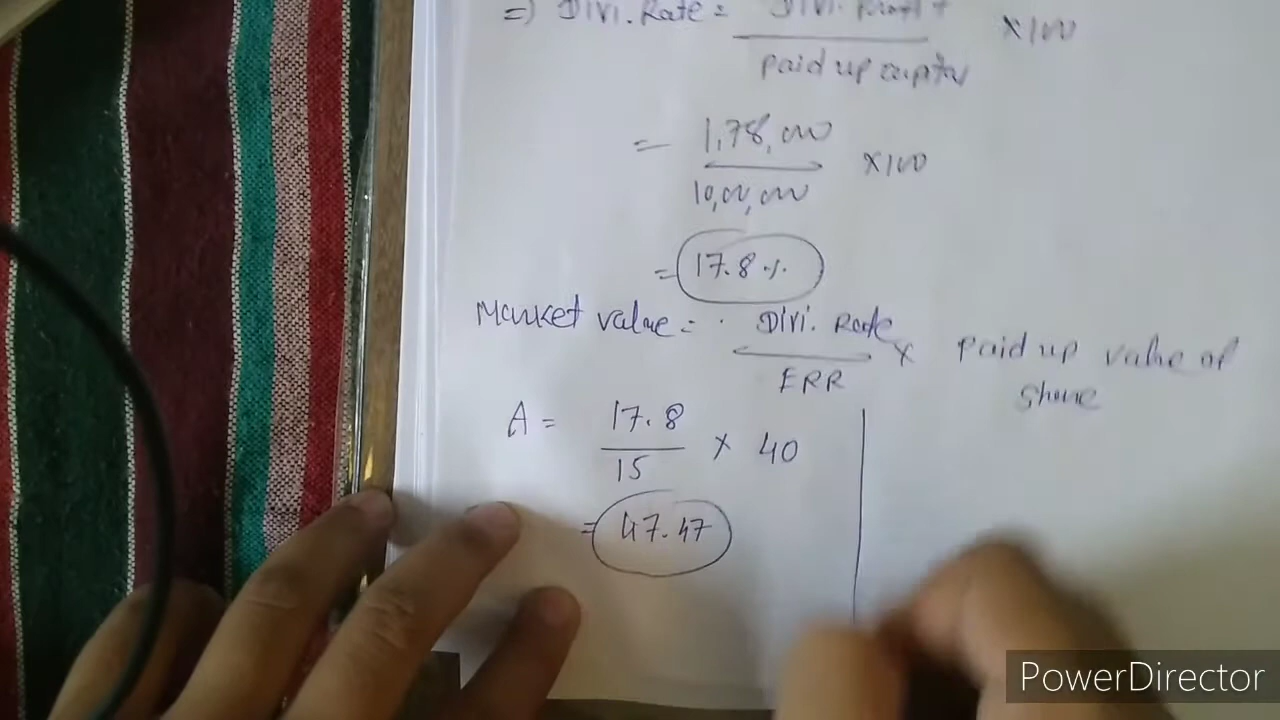 =) Divi. Rate = Divi. Profit × 100
paid up capital
= 1,78,000 × 100
10,00,000
= 17.8 %.
Market value = Divi. Rate × Paid up value of
ERR share
A = 17.8 × 40
15
= 47.47
PowerDirector